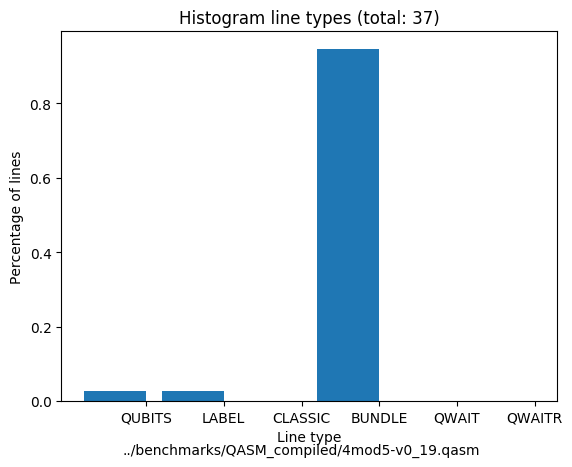 Histogram line types (total: 37)
Percentage of lines
0.8
0.6
0.4
0.2
0.0
QUBITS LABEL CLASSIC BUNDLE QWAIT QWAITR
Line type
../benchmarks/QASM_compiled/4mod5-v0_19.qasm